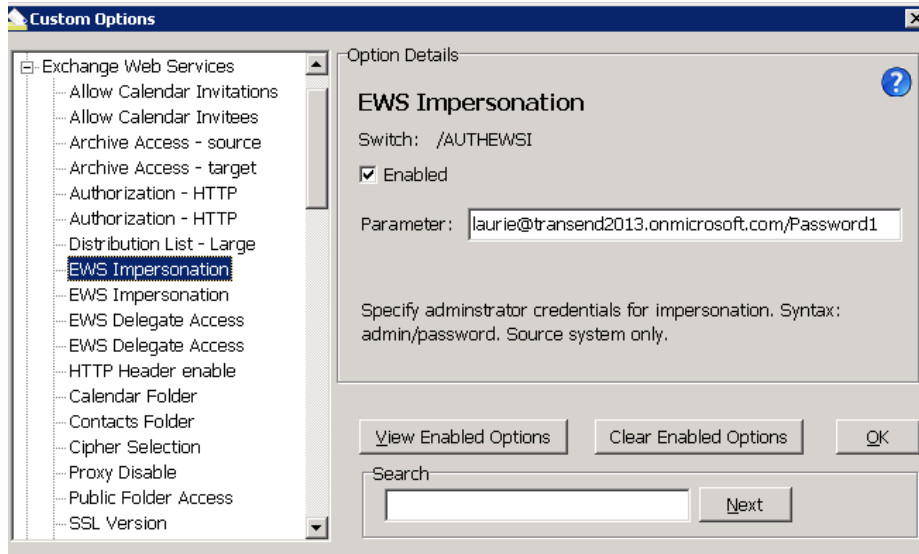 Custom Options
Exchange Web Services
Allow Calendar Invitations
Allow Calendar Invitees
Archive Access - source
Archive Access - target
Authorization - HTTP
Authorization - HTTP
Distribution List - Large
EWS Impersonation
EWS Impersonation
EWS Delegate Access
EWS Delegate Access
HTTP Header enable
Calendar Folder
Contacts Folder
Cipher Selection
Proxy Disable
Public Folder Access
SSL Version
Option Details
?
EWS Impersonation
Switch: /AUTHEWSI
Enabled
Parameter: laurie@transend2013.onmicrosoft.com/Password1
Specify adminstrator credentials for impersonation. Syntax:
admin/password. Source system only.
View Enabled Options Clear Enabled Options OK
Search
Next